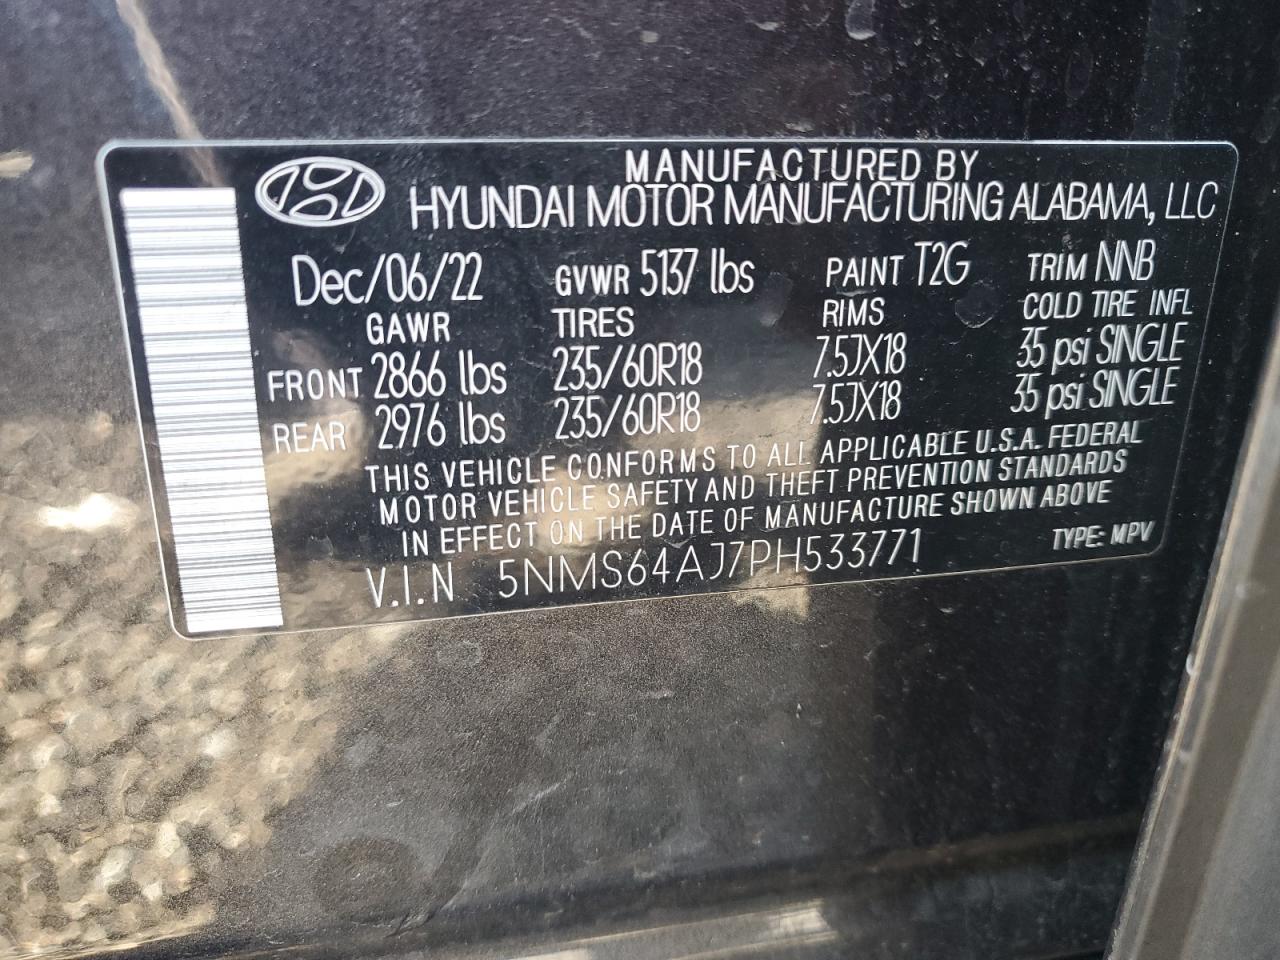 MANUFACTURED BY
HYUNDAI MOTOR MANUFACTURING ALABAMA, LLC
Dec/06/22 GVWR 5137 lbs PAINT T2G TRIM NNB
GAWR TIRES RIMS COLD TIRE INFL
FRONT 2866 lbs 235/60R18 7.5JX18 35 psi SINGLE
REAR 2976 lbs 235/60R18 7.5JX18 35 psi SINGLE
THIS VEHICLE CONFORMS TO ALL APPLICABLE U.S.A. FEDERAL
MOTOR VEHICLE SAFETY AND THEFT PREVENTION STANDARDS
IN EFFECT ON THE DATE OF MANUFACTURE SHOWN ABOVE
V.I.N 5NMS64AJ7PH533771 TYPE: MPV